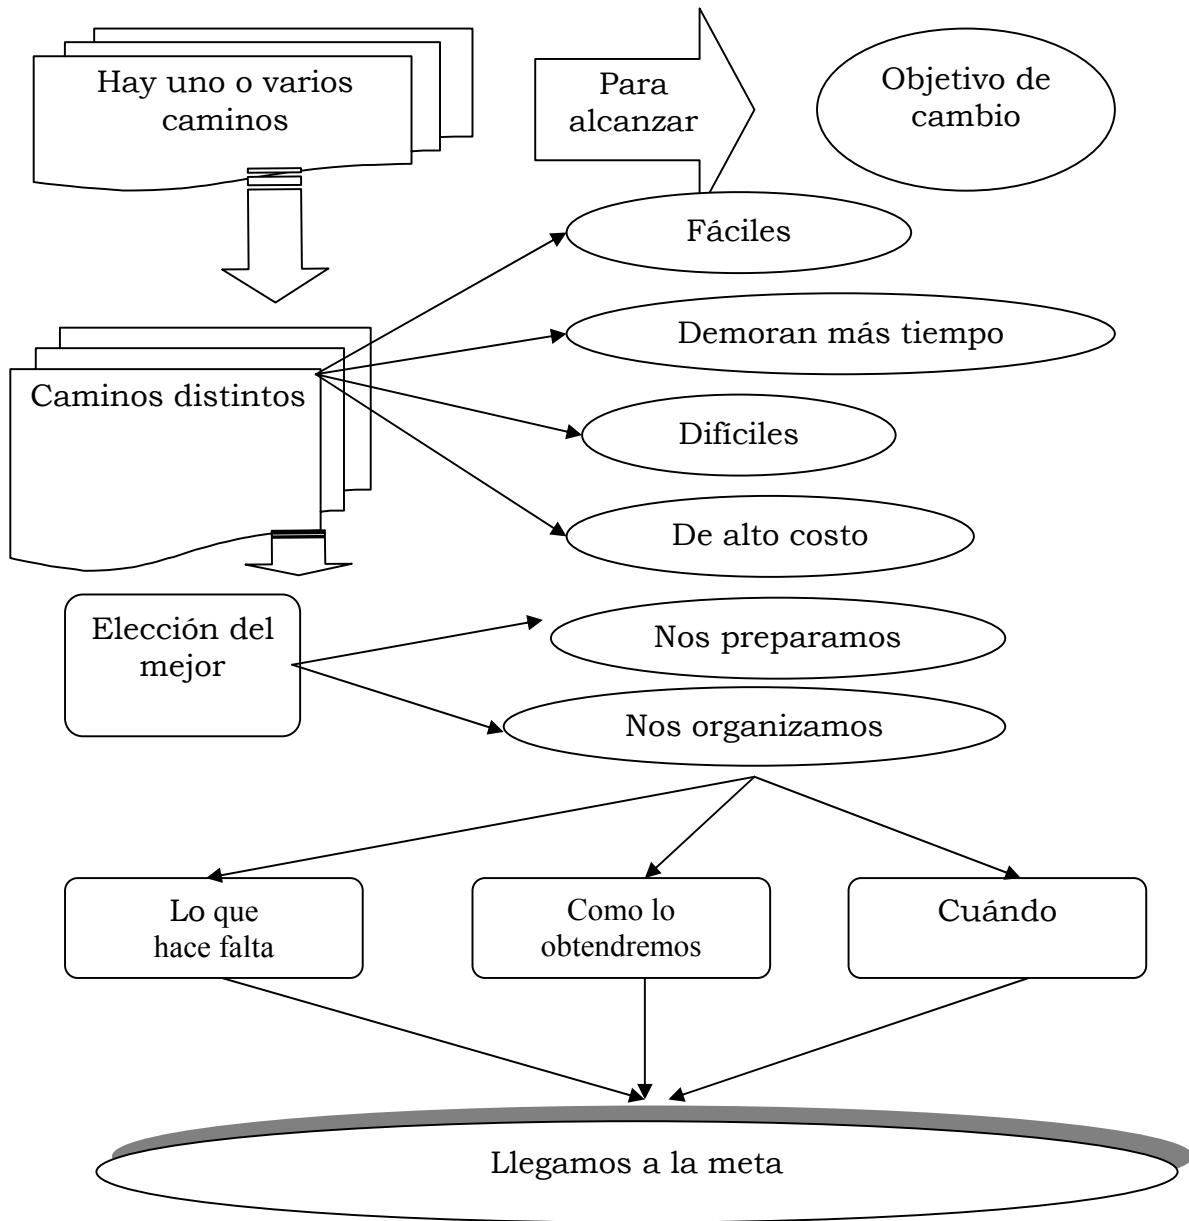 Hay uno o varios
caminos
Para
alcanzar
Objetivo de
cambio
Fáciles
Demoran más tiempo
Caminos distintos
Difíciles
De alto costo
Elección del
mejor
Nos preparamos
Nos organizamos
Lo que
hace falta
Como lo
obtendremos
Cuándo
Llegamos a la meta